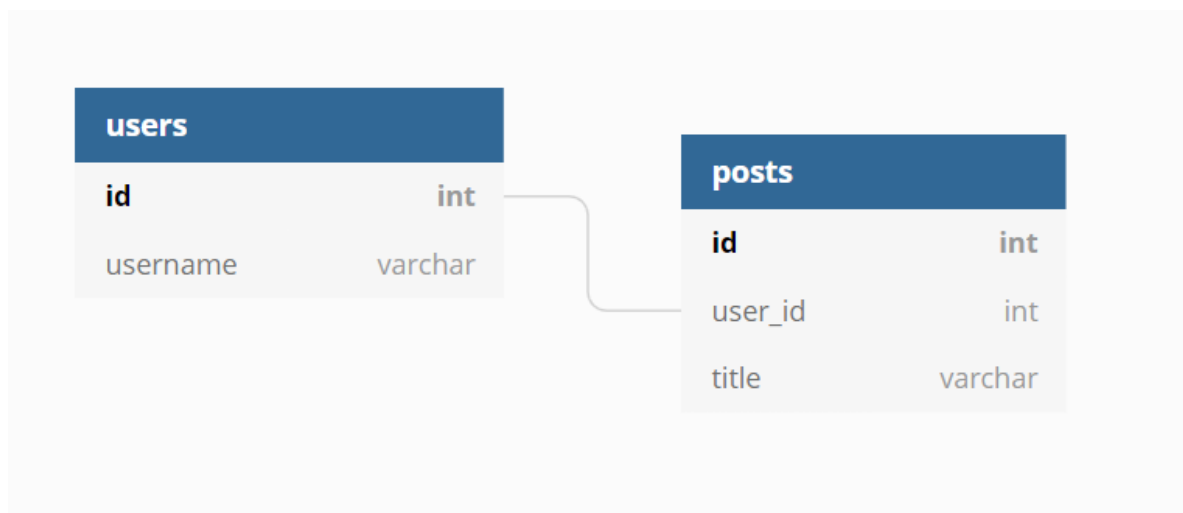 users
id int
username varchar
posts
id int
user_id int
title varchar